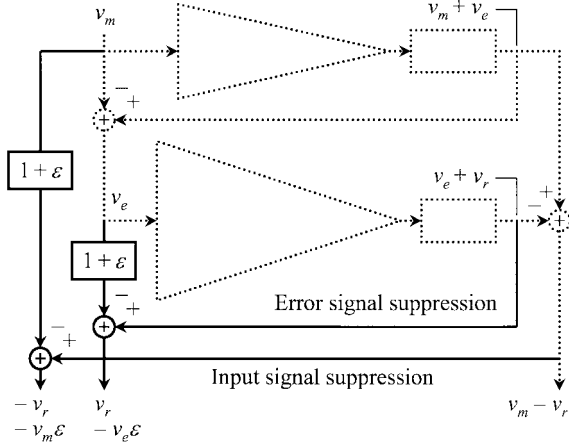 v_m
v_m + v_e
− +
1 + ε
v_e
v_e + v_r
− +
1 + ε
− +
Error signal suppression
− +
Input signal suppression
− v_r
− v_m ε
v_r
− v_e ε
v_m − v_r